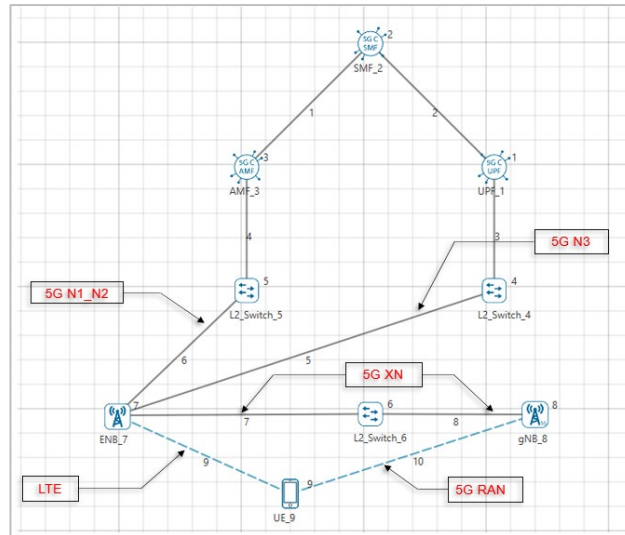 5G C
SMF
2
SMF_2
1
2
5G C
AMF
3
AMF_3
5G C
UPF
1
UPF_1
4
3
5G N3
5G N1_N2
5
L2_Switch_5
4
L2_Switch_4
6
5
5G XN
7
ENB_7
7
6
L2_Switch_6
8
8
gNB_8
LTE
9
10
5G RAN
9
UE_9